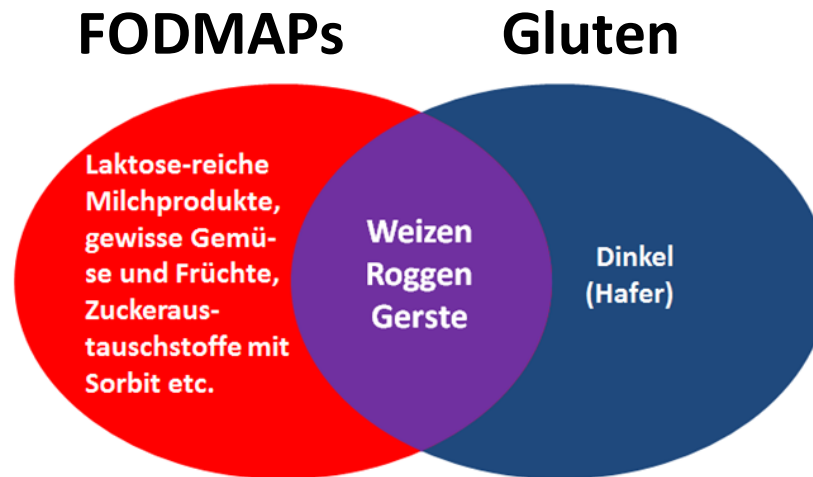 FODMAPs
Gluten
Laktose-reiche
Milchprodukte,
gewisse Gemü-
se und Früchte,
Zuckeraus-
tauschstoffe mit
Sorbit etc.
Weizen
Roggen
Gerste
Dinkel
(Hafer)